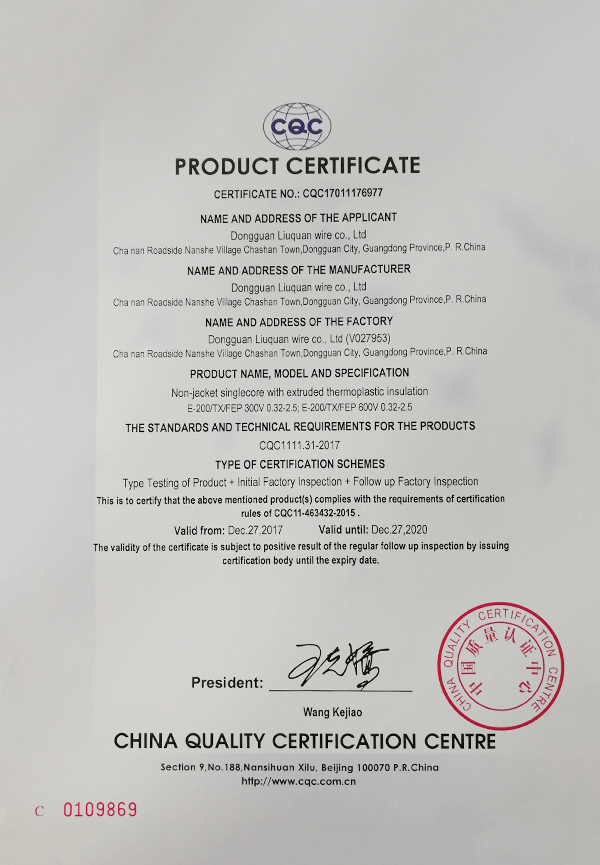 CQC
PRODUCT CERTIFICATE
CERTIFICATE NO.: CQC17011176977
NAME AND ADDRESS OF THE APPLICANT
Dongguan Liuquan wire co., Ltd
Cha nan Roadside Nanshe Village Chashan Town,Dongguan City, Guangdong Province,P. R.China
NAME AND ADDRESS OF THE MANUFACTURER
Dongguan Liuquan wire co., Ltd
Cha nan Roadside Nanshe Village Chashan Town,Dongguan City, Guangdong Province,P. R.China
NAME AND ADDRESS OF THE FACTORY
Dongguan Liuquan wire co., Ltd (V027953)
Cha nan Roadside Nanshe Village Chashan Town,Dongguan City, Guangdong Province,P. R.China
PRODUCT NAME, MODEL AND SPECIFICATION
Non-jacket singlecore with extruded thermoplastic insulation
E-200/TX/FEP 300V 0.32-2.5; E-200/TX/FEP 600V 0.32-2.5
THE STANDARDS AND TECHNICAL REQUIREMENTS FOR THE PRODUCTS
CQC1111.31-2017
TYPE OF CERTIFICATION SCHEMES
Type Testing of Product + Initial Factory Inspection + Follow up Factory Inspection
This is to certify that the above mentioned product(s) complies with the requirements of certification
rules of CQC11-463432-2015 .
Valid from: Dec.27,2017 Valid until: Dec.27,2020
The validity of the certificate is subject to positive result of the regular follow up inspection by issuing
certification body until the expiry date.
CHINA QUALITY CERTIFICATION CENTRE
中国质量认证中心
President:
Wang Kejiao
CHINA QUALITY CERTIFICATION CENTRE
Section 9,No.188,Nansihuan Xilu, Beijing 100070 P.R.China
http://www.cqc.com.cn
C 0109869